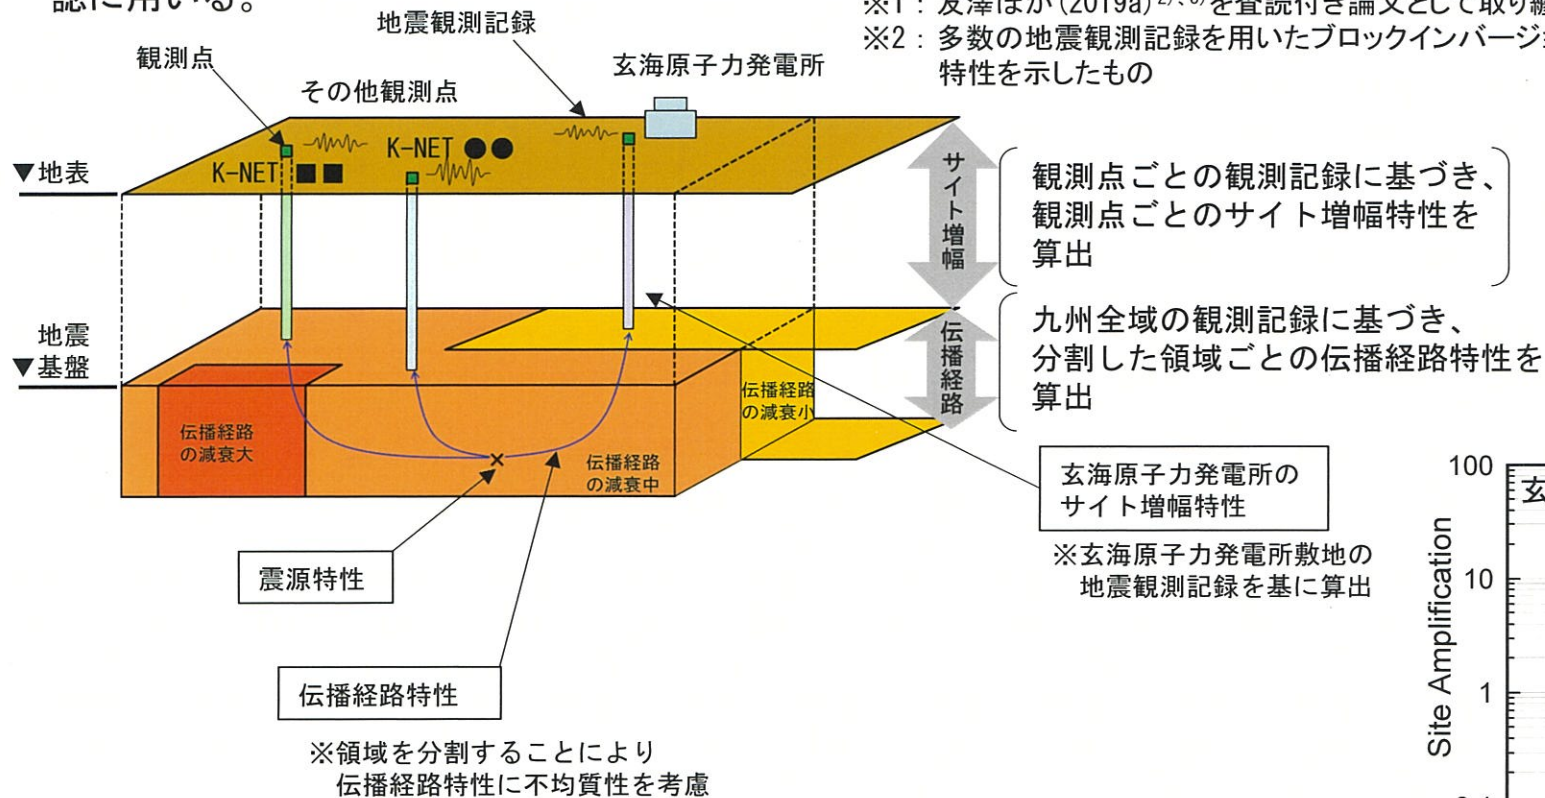 誌に用いる。
※1：友澤ほか(2019a)
※2：多数の地震観測記録を用いたブロックインバージ
特性を示したもの
地震観測記録
観測点
その他観測点
玄海原子力発電所
K-NET ●●
K-NET ■■
▼地表
サイト増幅
観測点ごとの観測記録に基づき、
観測点ごとのサイト増幅特性を
算出
地震
▼基盤
伝播経路
九州全域の観測記録に基づき、
分割した領域ごとの伝播経路特性を
算出
伝播経路
の減衰小
伝播経路
の減衰大
伝播経路
の減衰中
玄海原子力発電所の
サイト増幅特性
※玄海原子力発電所敷地の
地震観測記録を基に算出
震源特性
伝播経路特性
※領域を分割することにより
伝播経路特性に不均質性を考慮
100
玄
10
1
Site Amplification